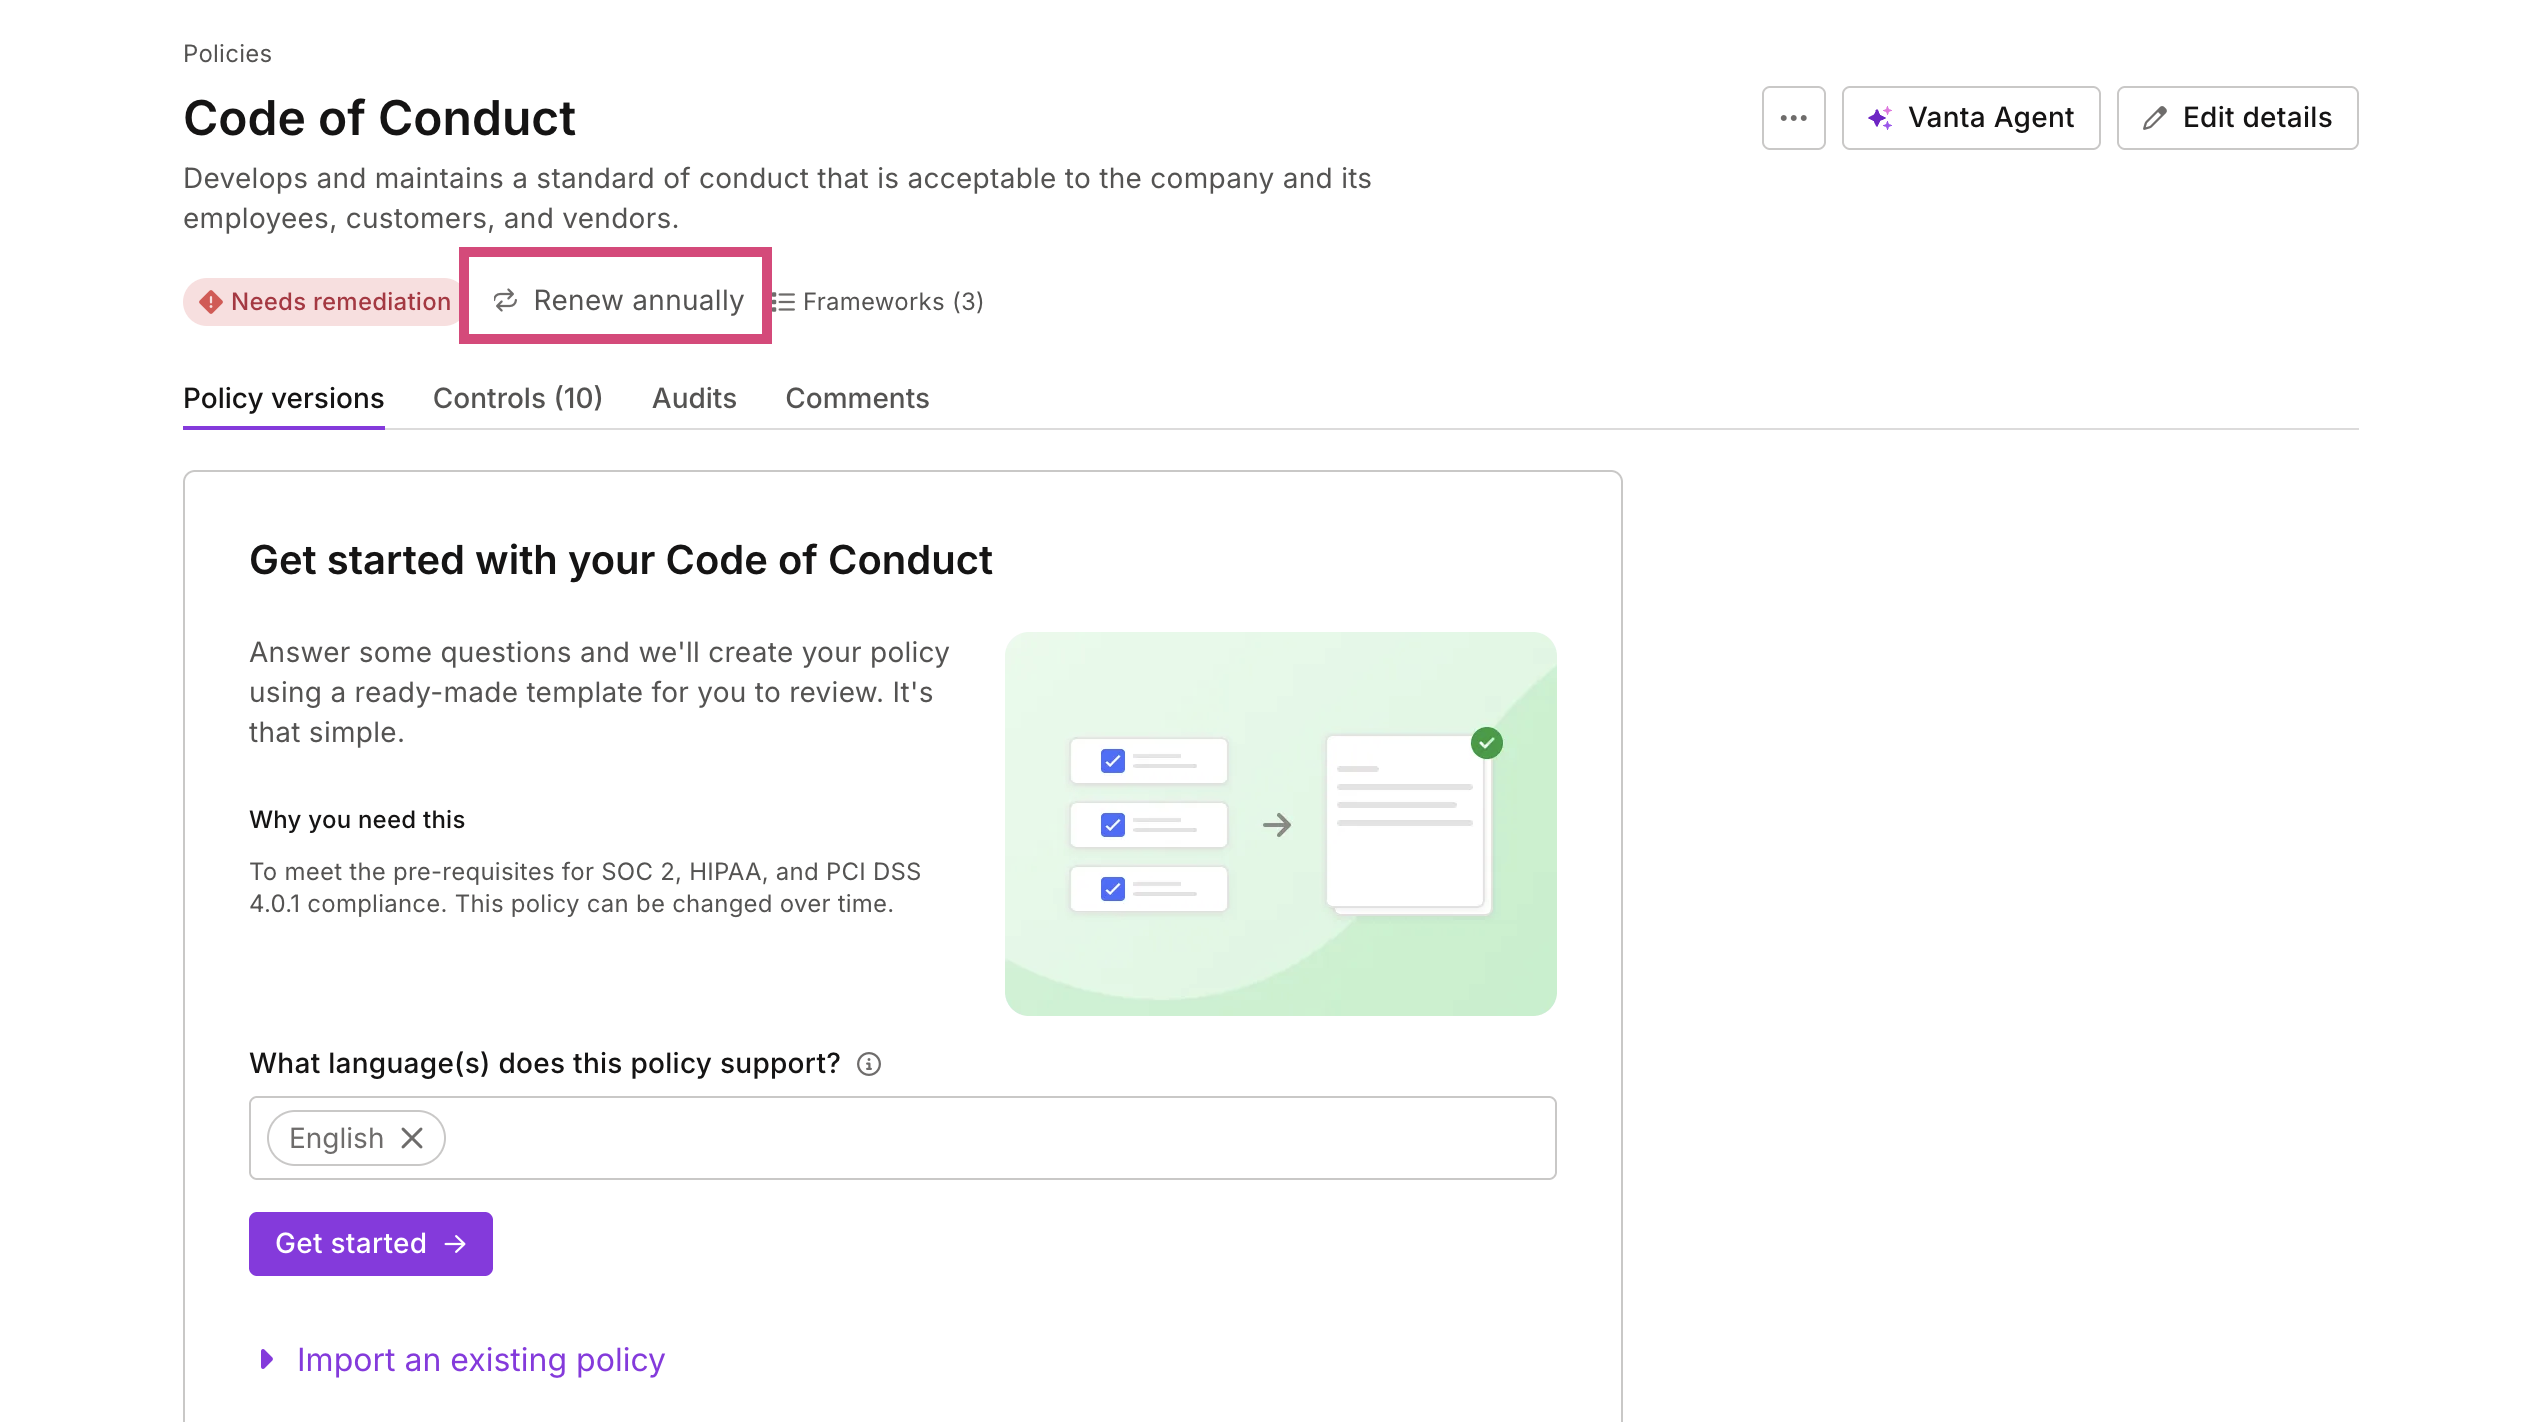 Policies
Code of Conduct
Vanta Agent
Edit details
Develops and maintains a standard of conduct that is acceptable to the company and its
employees, customers, and vendors.
Needs remediation
Renew annually
Frameworks (3)
Policy versions
Controls (10)
Audits
Comments
Get started with your Code of Conduct
Answer some questions and we'll create your policy
using a ready-made template for you to review. It's
that simple.
Why you need this
To meet the pre-requisites for SOC 2, HIPAA, and PCI DSS
4.0.1 compliance. This policy can be changed over time.
What language(s) does this policy support?
English
Get started
Import an existing policy